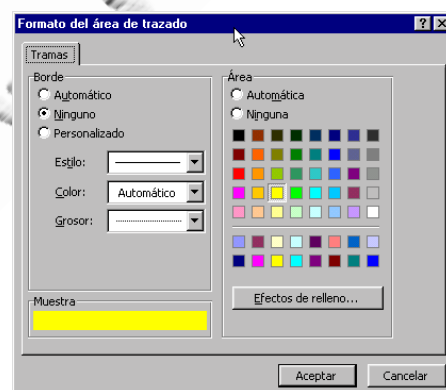 Formato del área de trazado
Tramas
Borde
Automático
Ninguno
Personalizado
Estilo:
Color: Automático
Grosor:
Muestra
Área
Automática
Ninguna
Efectos de relleno...
Aceptar Cancelar